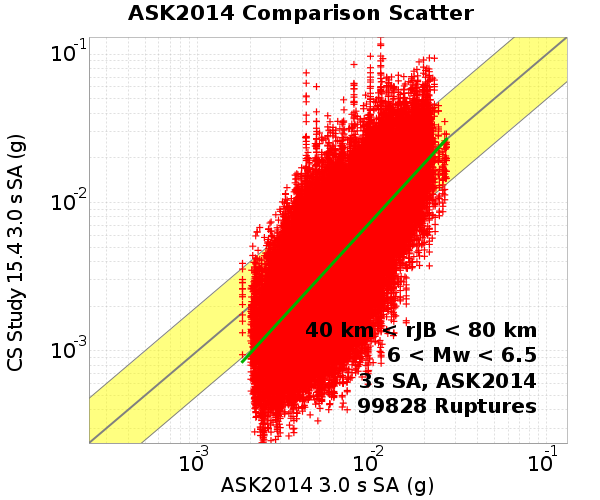 ASK2014 Comparison Scatter
CS Study 15.4 3.0 s SA (g)
10-1
10-2
10-3
40 km < rJB < 80 km
6 < Mw < 6.5
3s SA, ASK2014
99828 Ruptures
10-3 10-2 10-1
ASK2014 3.0 s SA (g)